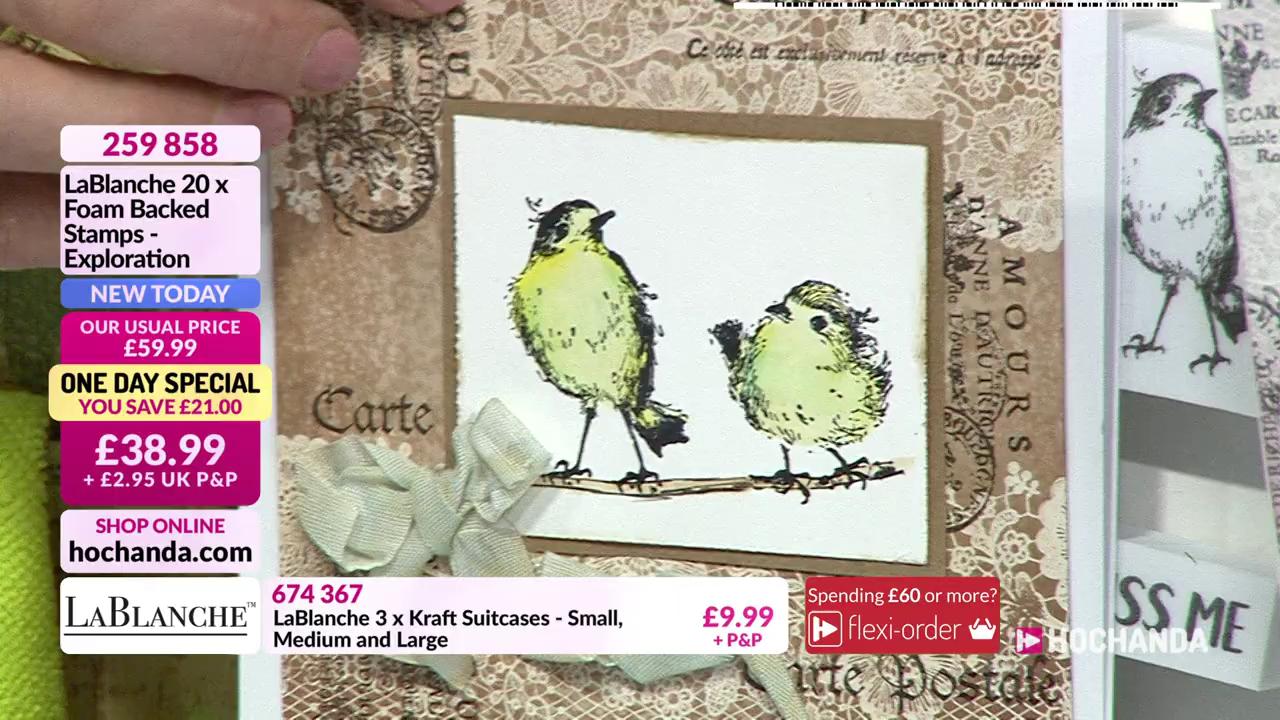 259 858
LaBlanche 20 x
Foam Backed
Stamps -
Exploration
NEW TODAY
OUR USUAL PRICE
£59.99
ONE DAY SPECIAL
YOU SAVE £21.00
£38.99
+ £2.95 UK P&P
SHOP ONLINE
hochanda.com
LABLANCHE™
674 367
LaBlanche 3 x Kraft Suitcases - Small,
Medium and Large
£9.99
+ P&P
Spending £60 or more?
flexi-order
HOCHANDA
Ce côté est exclusivement réservé à l'adresse
Carte
AMOURS
D'ANNE D'AUTRICHE
Carte Postale
SS ME